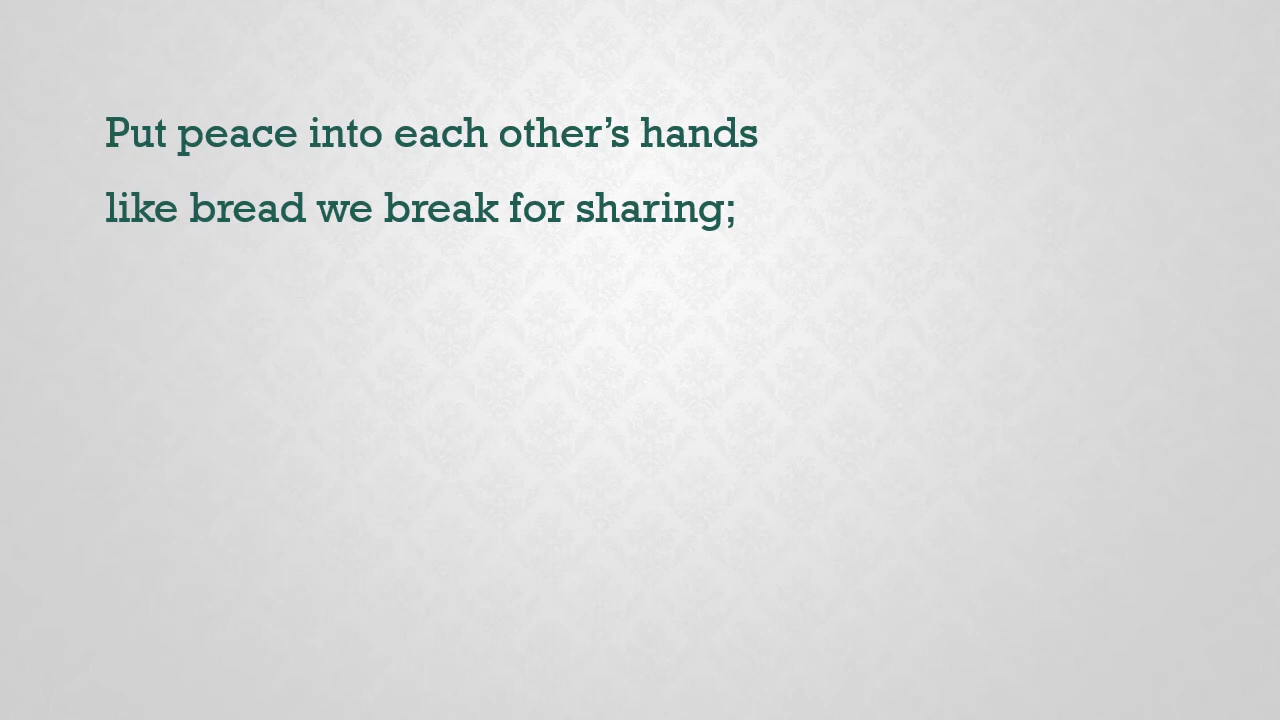 Put peace into each other’s hands
like bread we break for sharing;